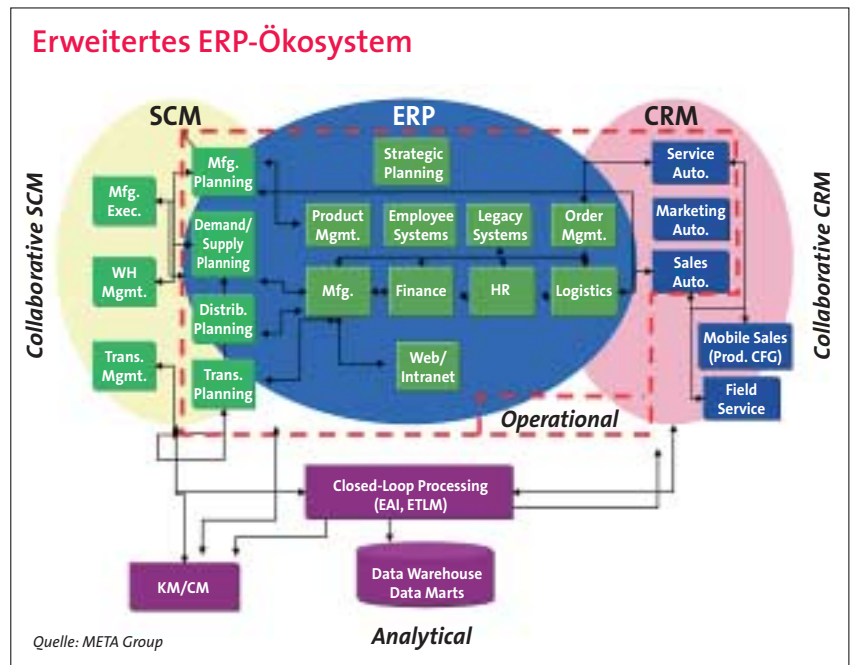 Erweitertes ERP-Ökosystem
SCM
ERP
CRM
Collaborative SCM
Collaborative CRM
Mfg.
Exec.
WH
Mgmt.
Trans.
Mgmt.
Mfg.
Planning
Demand/
Supply
Planning
Distrib.
Planning
Trans.
Planning
Strategic
Planning
Product
Mgmt.
Employee
Systems
Legacy
Systems
Order
Mgmt.
Mfg.
Finance
HR
Logistics
Web/
Intranet
Service
Auto.
Marketing
Auto.
Sales
Auto.
Mobile Sales
(Prod. CFG)
Field
Service
Operational
Closed-Loop Processing
(EAI, ETLM)
KM/CM
Data Warehouse
Data Marts
Analytical
Quelle: META Group